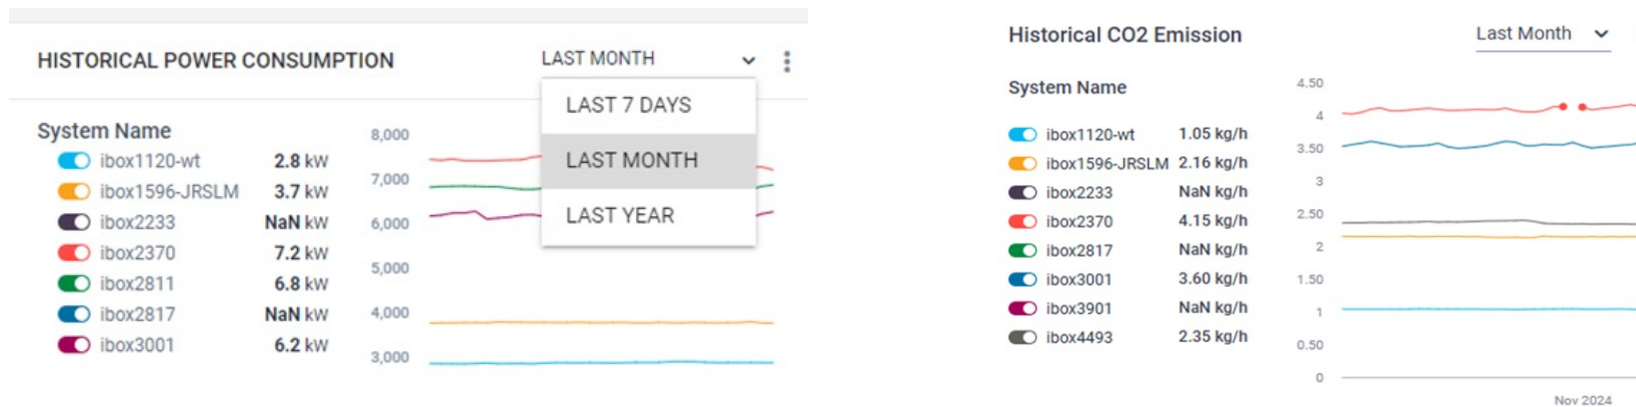 HISTORICAL POWER CONSUMPTION
LAST MONTH
LAST 7 DAYS
LAST MONTH
LAST YEAR
System Name
ibox1120-wt 2.8 kW
ibox1596-JRSLM 3.7 kW
ibox2233 NaN kW
ibox2370 7.2 kW
ibox2811 6.8 kW
ibox2817 NaN kW
ibox3001 6.2 kW
8,000
7,000
6,000
5,000
4,000
3,000
Historical CO2 Emission
Last Month
System Name
ibox1120-wt 1.05 kg/h
ibox1596-JRSLM 2.16 kg/h
ibox2233 NaN kg/h
ibox2370 4.15 kg/h
ibox2817 NaN kg/h
ibox3001 3.60 kg/h
ibox3901 NaN kg/h
ibox4493 2.35 kg/h
4.50
4
3.50
3
2.50
2
1.50
1
0.50
0
Nov 2024